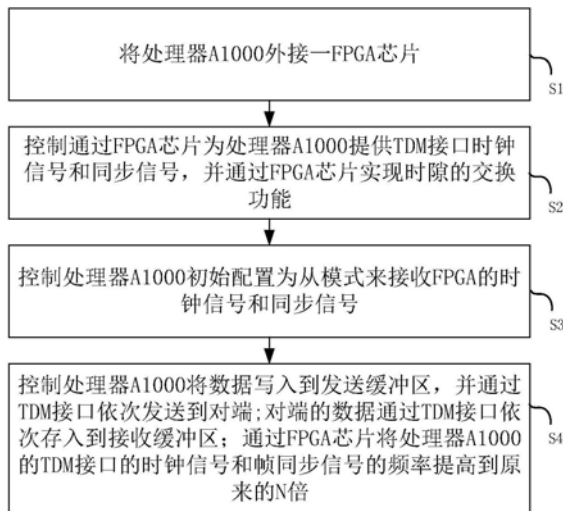 将处理器A1000外接一FPGA芯片
S1
控制通过FPGA芯片为处理器A1000提供TDM接口时钟
信号和同步信号，并通过FPGA芯片实现时隙的交换
功能
S2
控制处理器A1000初始配置为从模式来接收FPGA的时
钟信号和同步信号
S3
控制处理器A1000将数据写入到发送缓冲区，并通过
TDM接口依次发送到对端;对端的数据通过TDM接口依
次存入到接收缓冲区；通过FPGA芯片将处理器A1000
的TDM接口的时钟信号和帧同步信号的频率提高到原
来的N倍
S4